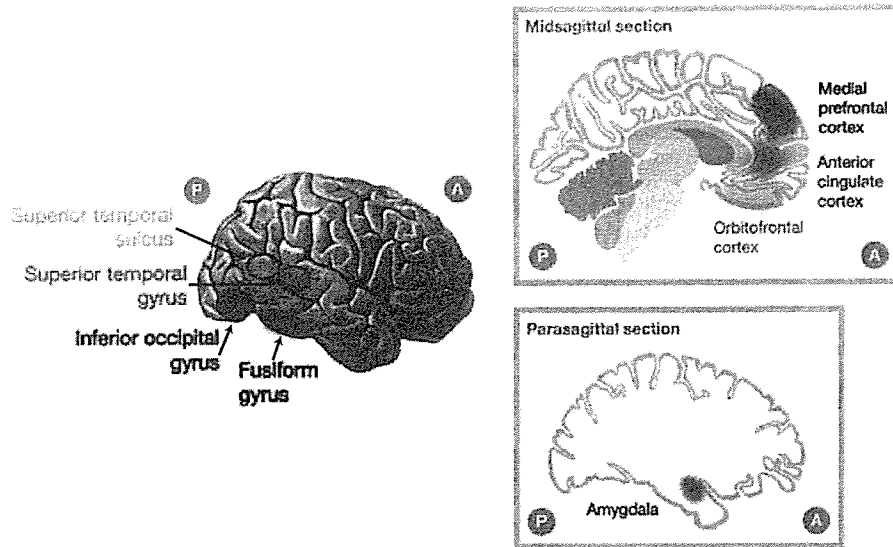 P
A
Superior temporal
sulcus
Superior temporal
gyrus
Inferior occipital
gyrus
Fusiform
gyrus
Midsagittal section
Medial
prefrontal
cortex
Anterior
cingulate
cortex
Orbitofrontal
cortex
P
A
Parasagittal section
Amygdala
P
A